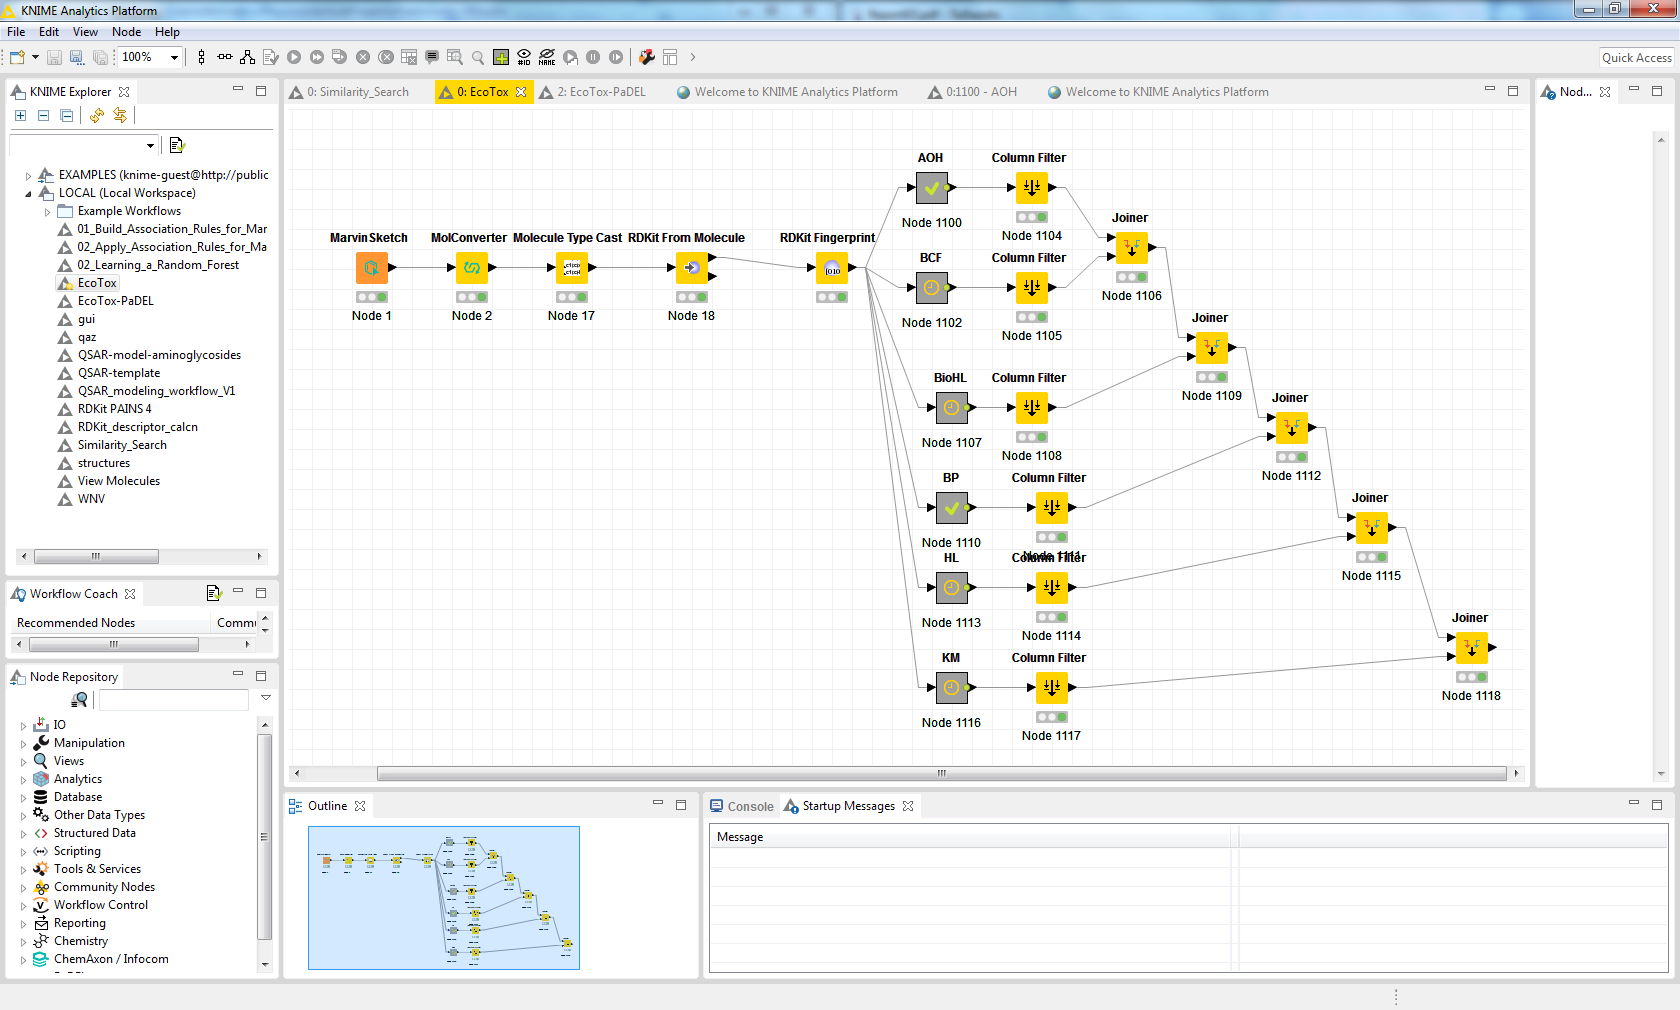 KNIME Analytics Platform
File Edit View Node Help
100%
#ID
NAME
Quick Access
KNIME Explorer
0: Similarity_Search
0: EcoTox
2: EcoTox-PaDEL
Welcome to KNIME Analytics Platform
0:1100 - AOH
Welcome to KNIME Analytics Platform
Nod...
EXAMPLES (knime-guest@http://public
LOCAL (Local Workspace)
Example Workflows
01_Build_Association_Rules_for_Mar
02_Apply_Association_Rules_for_Ma
02_Learning_a_Random_Forest
EcoTox
EcoTox-PaDEL
gui
qaz
QSAR-model-aminoglycosides
QSAR-template
QSAR_modeling_workflow_V1
RDKit PAINS 4
RDKit_descriptor_calcn
Similarity_Search
structures
View Molecules
WNV
Workflow Coach
Recommended Nodes
Commu
Node Repository
IO
Manipulation
Views
Analytics
Database
Other Data Types
Structured Data
Scripting
Tools & Services
Community Nodes
Workflow Control
Reporting
Chemistry
ChemAxon / Infocom
MarvinSketch
Node 1
MolConverter
Node 2
Molecule Type Cast
Node 17
RDKit From Molecule
Node 18
RDKit Fingerprint
AOH
Node 1100
Column Filter
Node 1104
Joiner
Node 1106
BCF
Node 1102
Column Filter
Node 1105
Joiner
Node 1109
BioHL
Node 1107
Column Filter
Node 1108
Joiner
Node 1112
BP
Node 1110
Column Filter
Node 1111
Joiner
Node 1115
HL
Node 1113
Column Filter
Node 1114
Joiner
Node 1118
KM
Node 1116
Column Filter
Node 1117
Outline
Console
Startup Messages
Message